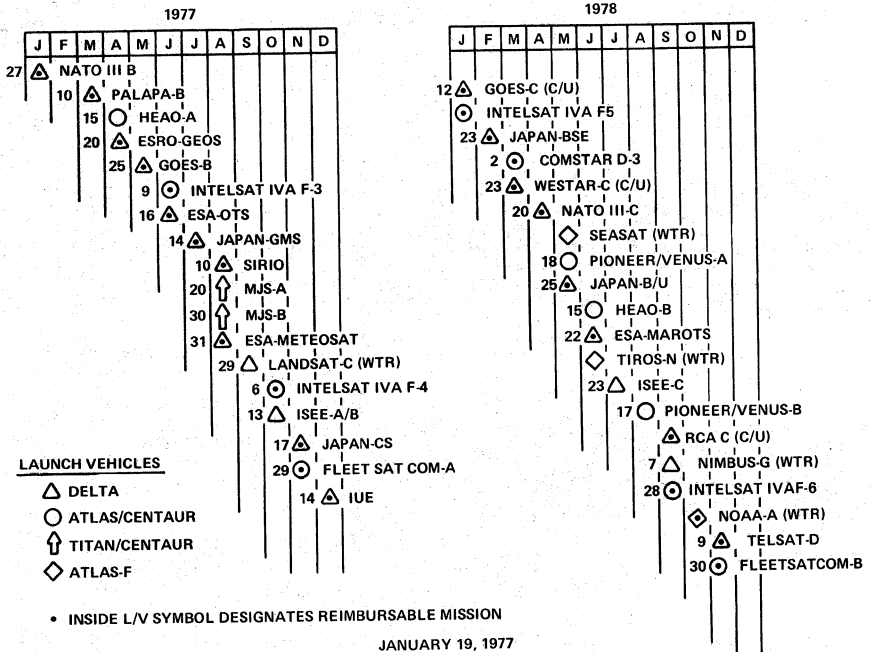 1977
J F M A M J J A S O N D
27 NATO III B
10 PALAPA-B
15 HEAO-A
20 ESRO-GEOS
25 GOES-B
9 INTELSAT IVA F-3
16 ESA-OTS
14 JAPAN-GMS
10 SIRIO
20 MJS-A
30 MJS-B
31 ESA-METEOSAT
29 LANDSAT-C (WTR)
6 INTELSAT IVA F-4
13 ISEE-A/B
17 JAPAN-CS
29 FLEET SAT COM-A
14 IUE
1978
J F M A M J J A S O N D
12 GOES-C (C/U)
INTELSAT IVA F5
23 JAPAN-BSE
2 COMSTAR D-3
23 WESTAR-C (C/U)
20 NATO III-C
SEASAT (WTR)
18 PIONEER/VENUS-A
25 JAPAN-B/U
15 HEAO-B
22 ESA-MAROTS
TIROS-N (WTR)
23 ISEE-C
17 PIONEER/VENUS-B
RCA C (C/U)
7 NIMBUS-G (WTR)
28 INTELSAT IVAF-6
NOAA-A (WTR)
9 TELSAT-D
30 FLEETSATCOM-B
LAUNCH VEHICLES
DELTA
ATLAS/CENTAUR
TITAN/CENTAUR
ATLAS-F
• INSIDE L/V SYMBOL DESIGNATES REIMBURSABLE MISSION
JANUARY 19, 1977